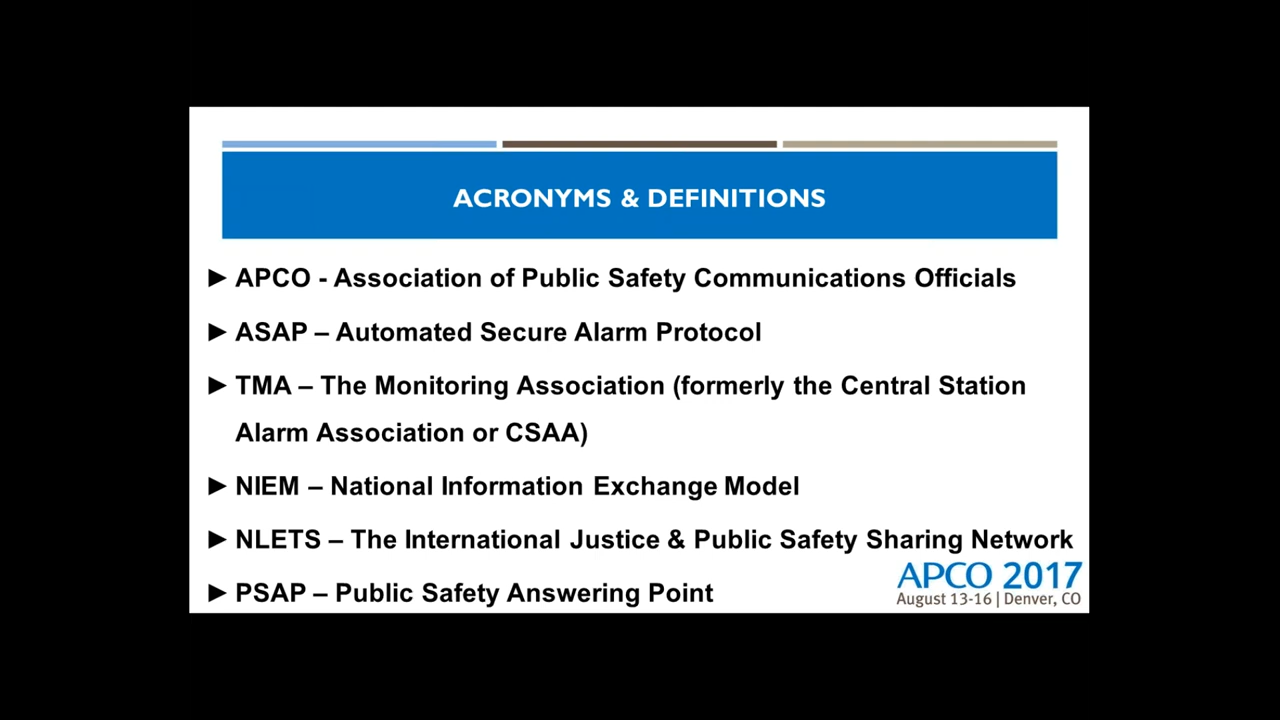 ACRONYMS & DEFINITIONS
► APCO - Association of Public Safety Communications Officials
► ASAP – Automated Secure Alarm Protocol
► TMA – The Monitoring Association (formerly the Central Station
Alarm Association or CSAA)
► NIEM – National Information Exchange Model
► NLETS – The International Justice & Public Safety Sharing Network
► PSAP – Public Safety Answering Point
APCO 2017
August 13-16 | Denver, CO